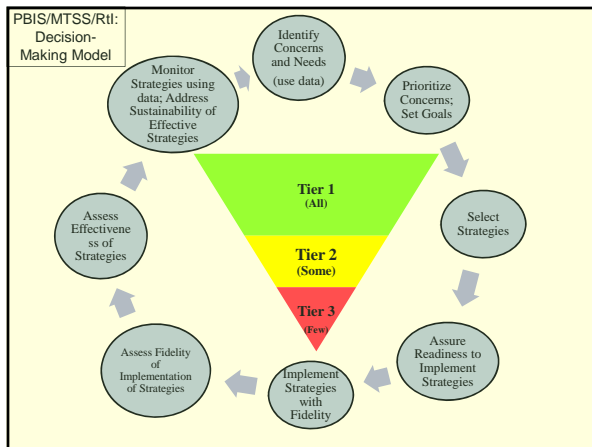 PBIS/MTSS/RtI:
Decision-
Making Model
Identify
Concerns
and Needs
(use data)
Prioritize
Concerns;
Set Goals
Select
Strategies
Assure
Readiness to
Implement
Strategies
Implement
Strategies
with
Fidelity
Assess Fidelity
of
Implementation
of Strategies
Assess
Effectivene
ss of
Strategies
Monitor
Strategies using
data; Address
Sustainability of
Effective
Strategies
Tier 1
(All)
Tier 2
(Some)
Tier 3
(Few)